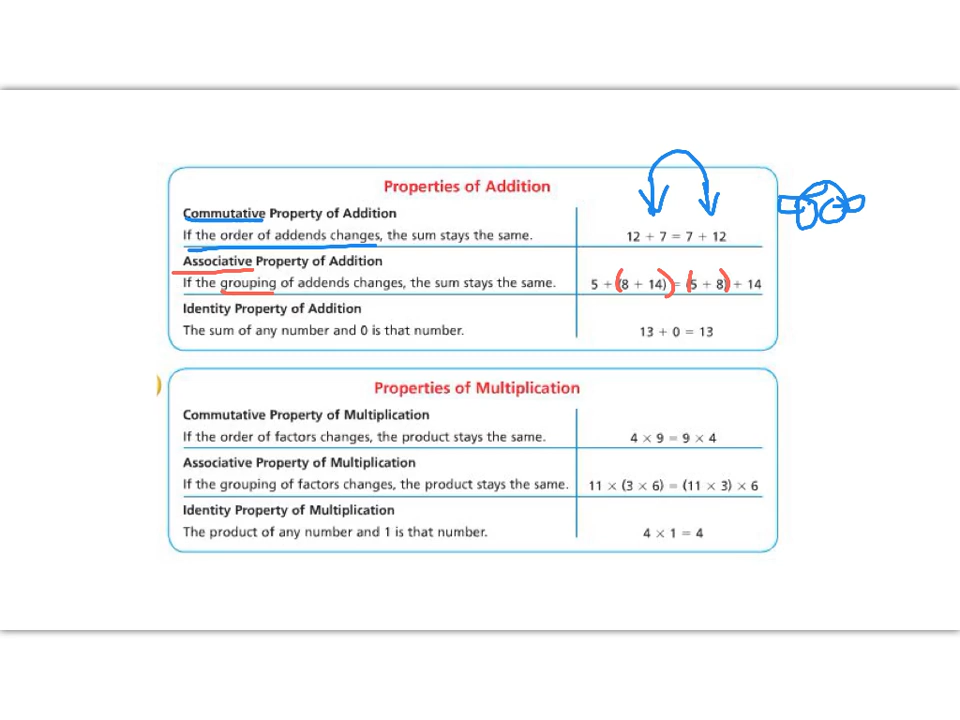 Properties of Addition
Commutative Property of Addition
If the order of addends changes, the sum stays the same.
12 + 7 = 7 + 12
Associative Property of Addition
If the grouping of addends changes, the sum stays the same.
5 + (8 + 14) = (5 + 8) + 14
Identity Property of Addition
The sum of any number and 0 is that number.
13 + 0 = 13
Properties of Multiplication
Commutative Property of Multiplication
If the order of factors changes, the product stays the same.
4 × 9 = 9 × 4
Associative Property of Multiplication
If the grouping of factors changes, the product stays the same.
11 × (3 × 6) = (11 × 3) × 6
Identity Property of Multiplication
The product of any number and 1 is that number.
4 × 1 = 4